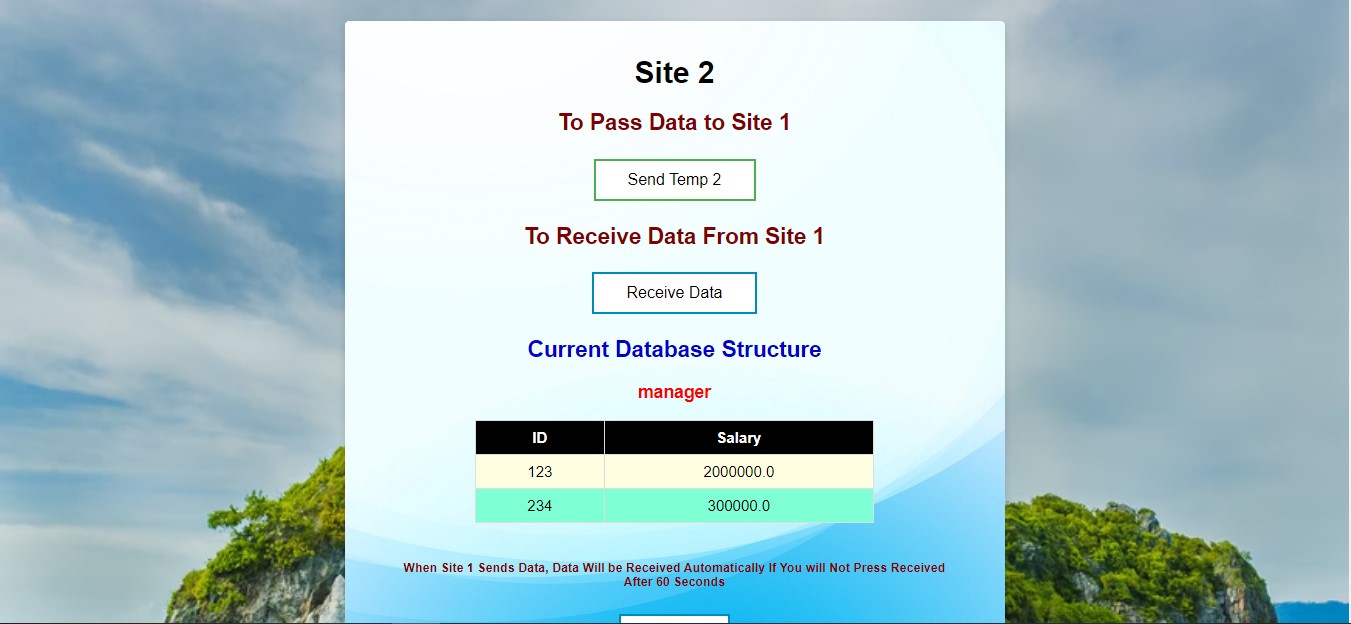 Site 2
To Pass Data to Site 1
Send Temp 2
To Receive Data From Site 1
Receive Data
Current Database Structure
manager
ID Salary
123 2000000.0
234 300000.0
When Site 1 Sends Data, Data Will be Received Automatically If You will Not Press Received
After 60 Seconds